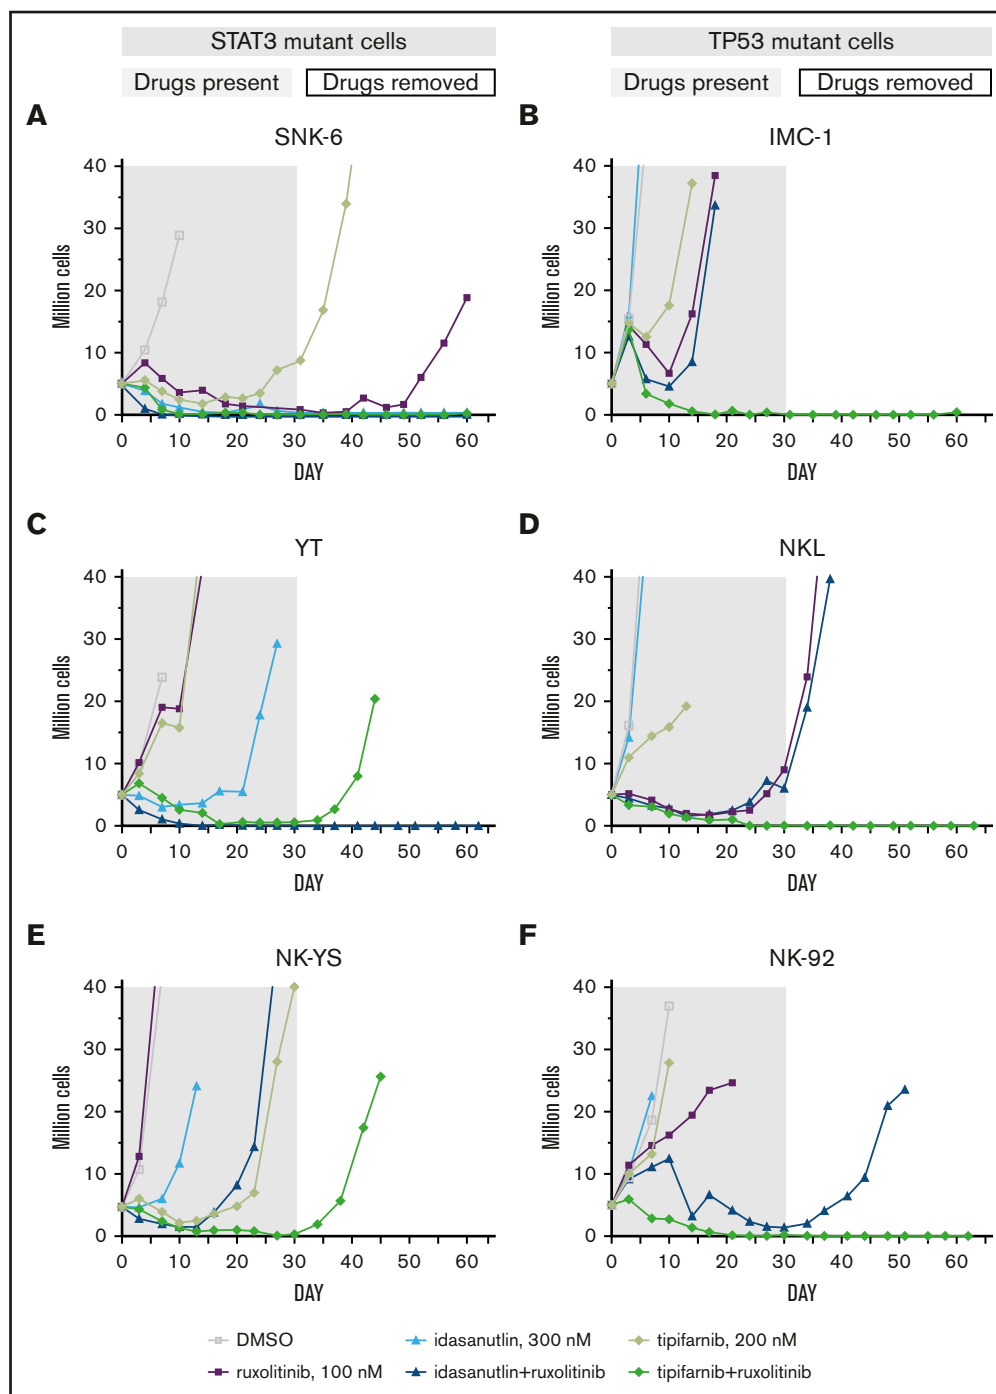 STAT3 mutant cells
TP53 mutant cells
Drugs present
Drugs removed
Drugs present
Drugs removed
A
SNK-6
40
30
20
10
0
Million cells
0 10 20 30 40 50 60
DAY
B
IMC-1
40
30
20
10
0
Million cells
0 10 20 30 40 50 60
DAY
C
YT
40
30
20
10
0
Million cells
0 10 20 30 40 50 60
DAY
D
NKL
40
30
20
10
0
Million cells
0 10 20 30 40 50 60
DAY
E
NK-YS
40
30
20
10
0
Million cells
0 10 20 30 40 50 60
DAY
F
NK-92
40
30
20
10
0
Million cells
0 10 20 30 40 50 60
DAY
DMSO
idasanutlin, 300 nM
tipifarnib, 200 nM
ruxolitinib, 100 nM
idasanutlin+ruxolitinib
tipifarnib+ruxolitinib